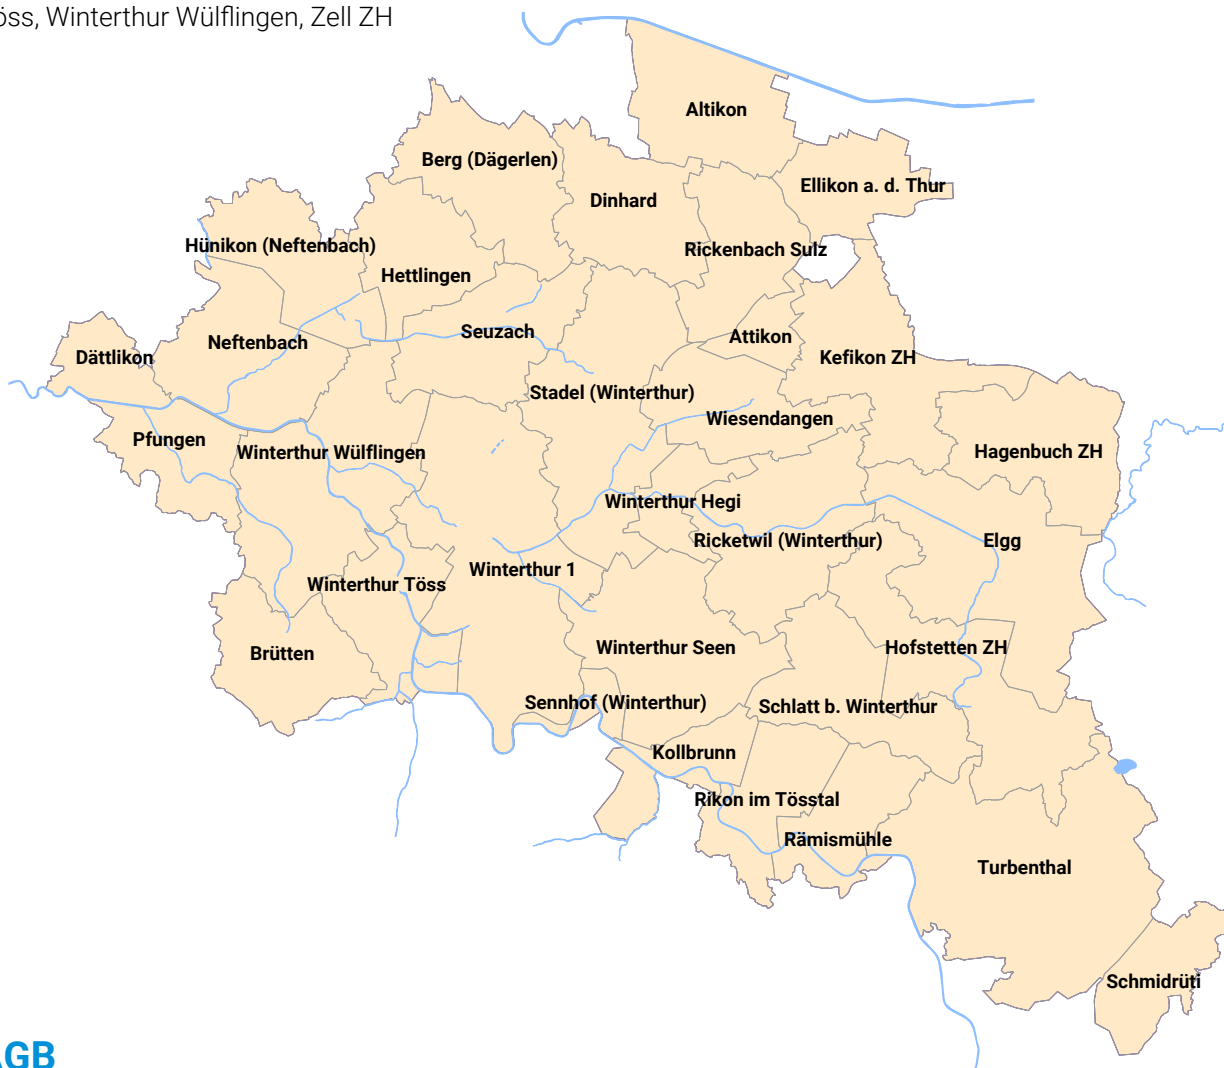 öss, Winterthur Wülflingen, Zell ZH
Altikon
Berg (Dägerlen)
Ellikon a. d. Thur
Dinhard
Hünikon (Neftenbach)
Rickenbach Sulz
Hettlingen
Seuzach
Attikon
Neftenbach
Dättlikon
Kefikon ZH
Stadel (Winterthur)
Wiesendangen
Pfungen
Winterthur Wülflingen
Hagenbuch ZH
Winterthur Hegi
Ricketwil (Winterthur)
Elgg
Winterthur 1
Winterthur Töss
Brütten
Winterthur Seen
Hofstetten ZH
Sennhof (Winterthur)
Schlatt b. Winterthur
Kollbrunn
Rikon im Tösstal
Rämismühle
Turbenthal
Schmidrüti
AGB